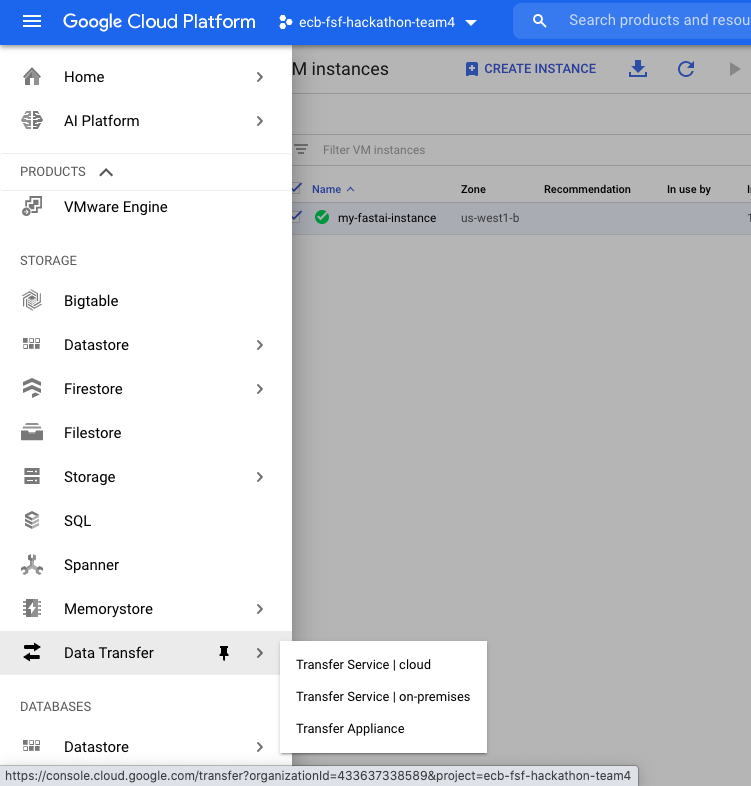 Google Cloud Platform
ecb-fsf-hackathon-team4
Search products and resou
Home
AI Platform
PRODUCTS
VMware Engine
STORAGE
Bigtable
Datastore
Firestore
Filestore
Storage
SQL
Spanner
Memorystore
Data Transfer
DATABASES
Datastore
M instances
CREATE INSTANCE
Filter VM instances
Name Zone Recommendation In use by
my-fastai-instance us-west1-b
Transfer Service | cloud
Transfer Service | on-premises
Transfer Appliance
https://console.cloud.google.com/transfer?organizationId=433637338589&project=ecb-fsf-hackathon-team4